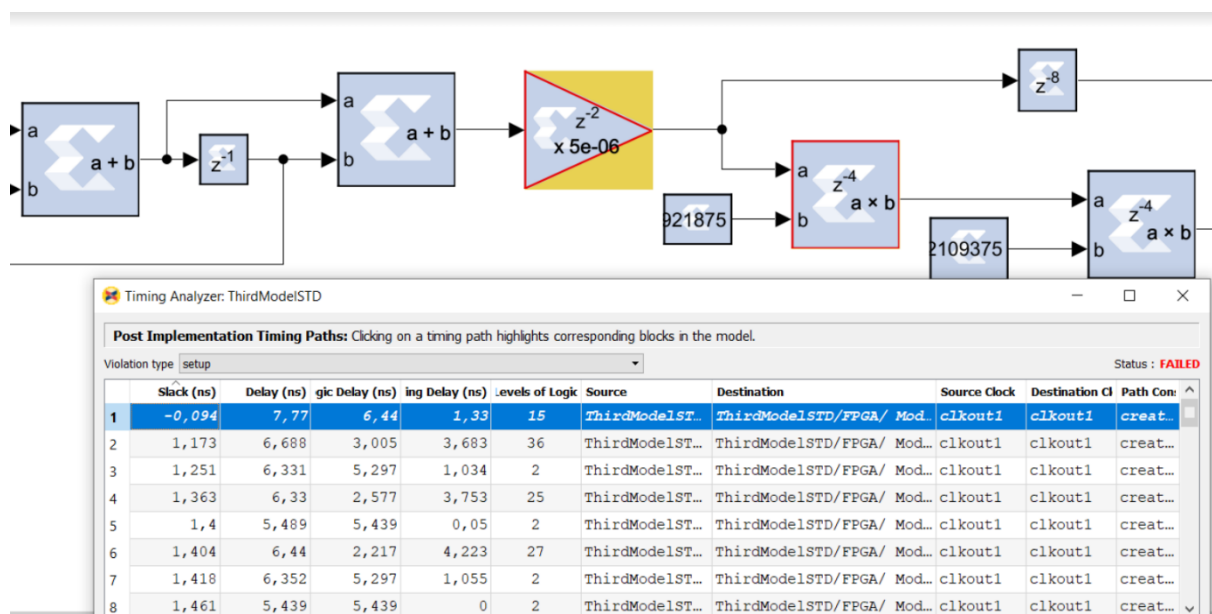 z-8
a
b
a + b
z-1
a
b
a + b
z-2
x 5e-06
a
b
z-4
a × b
921875
a
b
z-4
a × b
2109375
Timing Analyzer: ThirdModelSTD
Post Implementation Timing Paths: Clicking on a timing path highlights corresponding blocks in the model.
Violation type setup Status : FAILED
Slack (ns) Delay (ns) gic Delay (ns) ing Delay (ns) Levels of Logic Source Destination Source Clock Destination Cl Path Con
1 -0,094 7,77 6,44 1,33 15 ThirdModelST... ThirdModelSTD/FPGA/ Mod... clkout1 clkout1 creat...
2 1,173 6,688 3,005 3,683 36 ThirdModelST... ThirdModelSTD/FPGA/ Mod... clkout1 clkout1 creat...
3 1,251 6,331 5,297 1,034 2 ThirdModelST... ThirdModelSTD/FPGA/ Mod... clkout1 clkout1 creat...
4 1,363 6,33 2,577 3,753 25 ThirdModelST... ThirdModelSTD/FPGA/ Mod... clkout1 clkout1 creat...
5 1,4 5,489 5,439 0,05 2 ThirdModelST... ThirdModelSTD/FPGA/ Mod... clkout1 clkout1 creat...
6 1,404 6,44 2,217 4,223 27 ThirdModelST... ThirdModelSTD/FPGA/ Mod... clkout1 clkout1 creat...
7 1,418 6,352 5,297 1,055 2 ThirdModelST... ThirdModelSTD/FPGA/ Mod... clkout1 clkout1 creat...
8 1,461 5,439 5,439 0 2 ThirdModelST... ThirdModelSTD/FPGA/ Mod... clkout1 clkout1 creat...